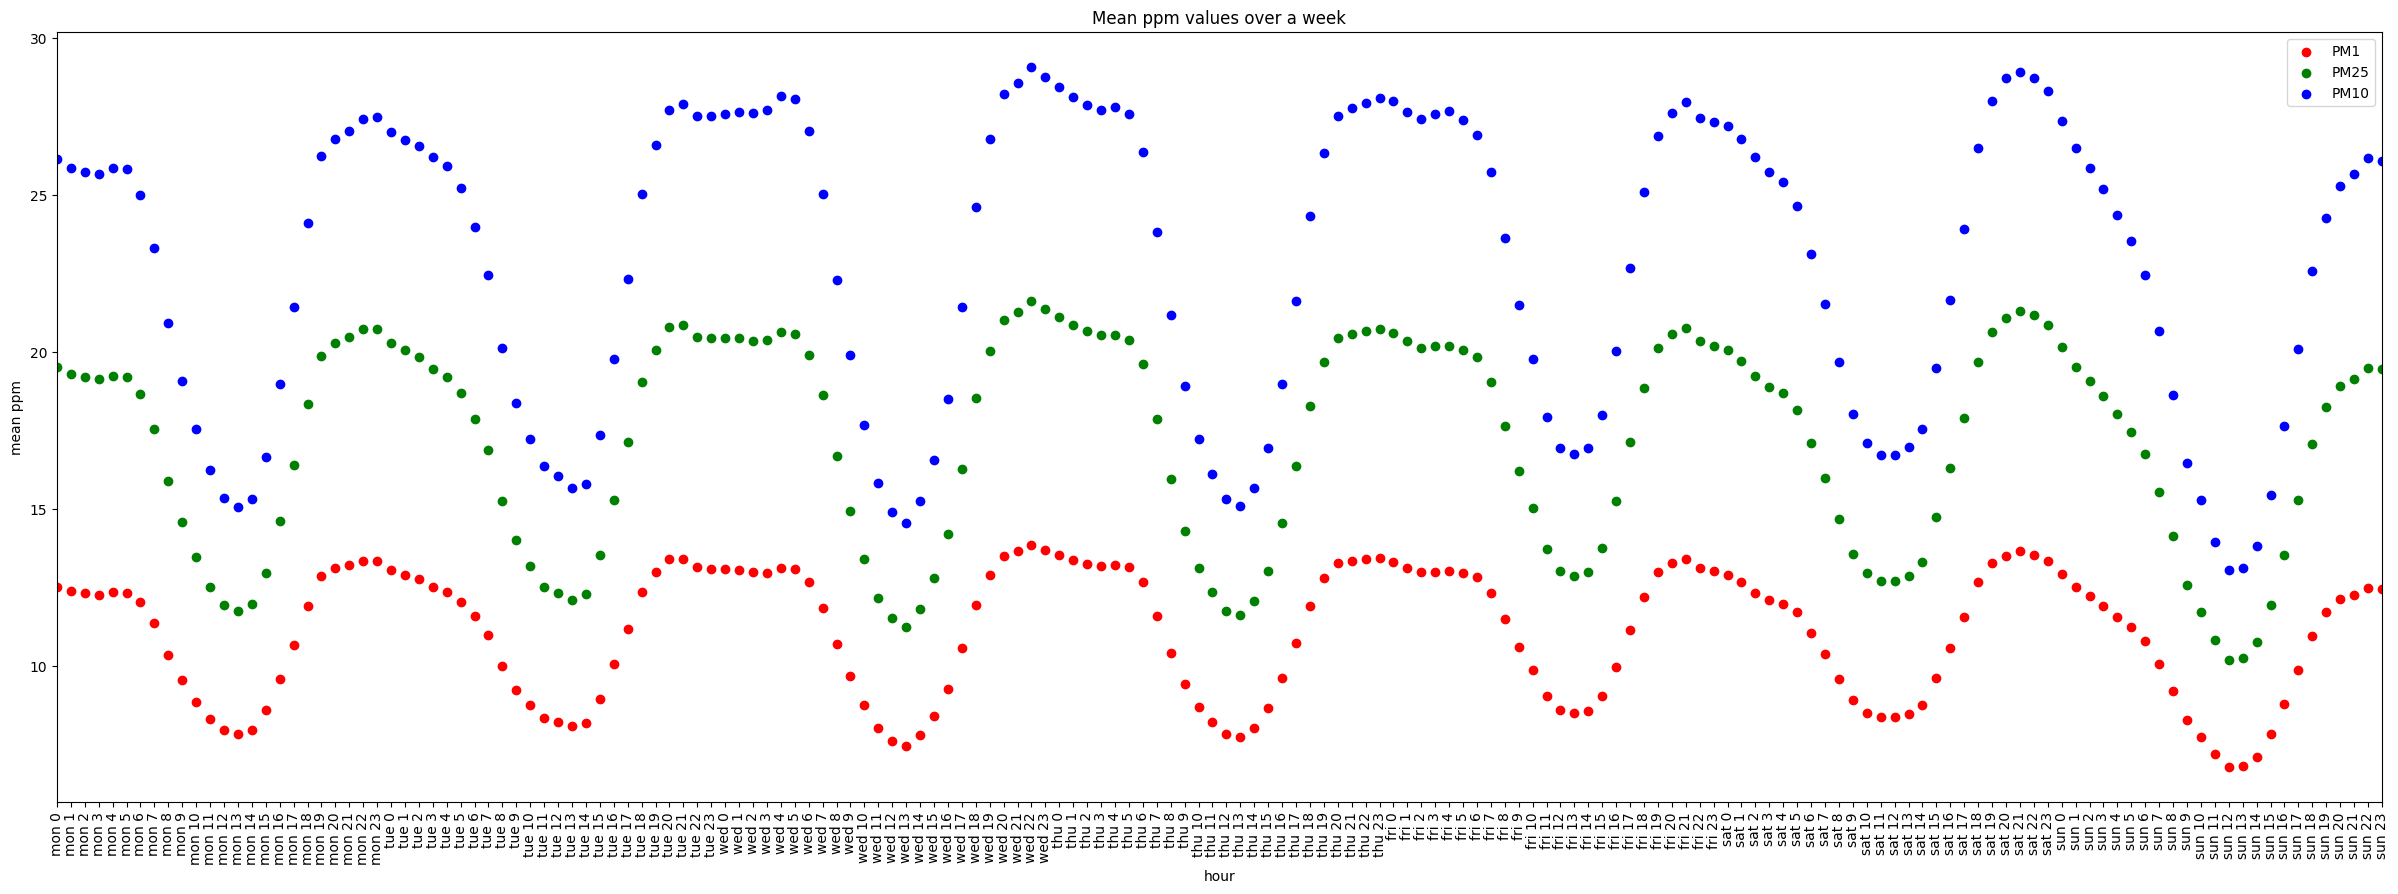 Mean ppm values over a week
30
25
20
15
10
mean ppm
PM1
PM25
PM10
mon 0
mon 1
mon 2
mon 3
mon 4
mon 5
mon 6
mon 7
mon 8
mon 9
mon 10
mon 11
mon 12
mon 13
mon 14
mon 15
mon 16
mon 17
mon 18
mon 19
mon 20
mon 21
mon 22
mon 23
tue 0
tue 1
tue 2
tue 3
tue 4
tue 5
tue 6
tue 7
tue 8
tue 9
tue 10
tue 11
tue 12
tue 13
tue 14
tue 15
tue 16
tue 17
tue 18
tue 19
tue 20
tue 21
tue 22
tue 23
wed 0
wed 1
wed 2
wed 3
wed 4
wed 5
wed 6
wed 7
wed 8
wed 9
wed 10
wed 11
wed 12
wed 13
wed 14
wed 15
wed 16
wed 17
wed 18
wed 19
wed 20
wed 21
wed 22
wed 23
thu 0
thu 1
thu 2
thu 3
thu 4
thu 5
thu 6
thu 7
thu 8
thu 9
thu 10
thu 11
thu 12
thu 13
thu 14
thu 15
thu 16
thu 17
thu 18
thu 19
thu 20
thu 21
thu 22
thu 23
fri 0
fri 1
fri 2
fri 3
fri 4
fri 5
fri 6
fri 7
fri 8
fri 9
fri 10
fri 11
fri 12
fri 13
fri 14
fri 15
fri 16
fri 17
fri 18
fri 19
fri 20
fri 21
fri 22
fri 23
sat 0
sat 1
sat 2
sat 3
sat 4
sat 5
sat 6
sat 7
sat 8
sat 9
sat 10
sat 11
sat 12
sat 13
sat 14
sat 15
sat 16
sat 17
sat 18
sat 19
sat 20
sat 21
sat 22
sat 23
sun 0
sun 1
sun 2
sun 3
sun 4
sun 5
sun 6
sun 7
sun 8
sun 9
sun 10
sun 11
sun 12
sun 13
sun 14
sun 15
sun 16
sun 17
sun 18
sun 19
sun 20
sun 21
sun 22
sun 23
hour